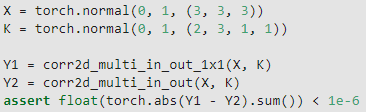 X = torch.normal(0, 1, (3, 3, 3))
K = torch.normal(0, 1, (2, 3, 1, 1))
Y1 = corr2d_multi_in_out_1x1(X, K)
Y2 = corr2d_multi_in_out(X, K)
assert float(torch.abs(Y1 - Y2).sum()) < 1e-6